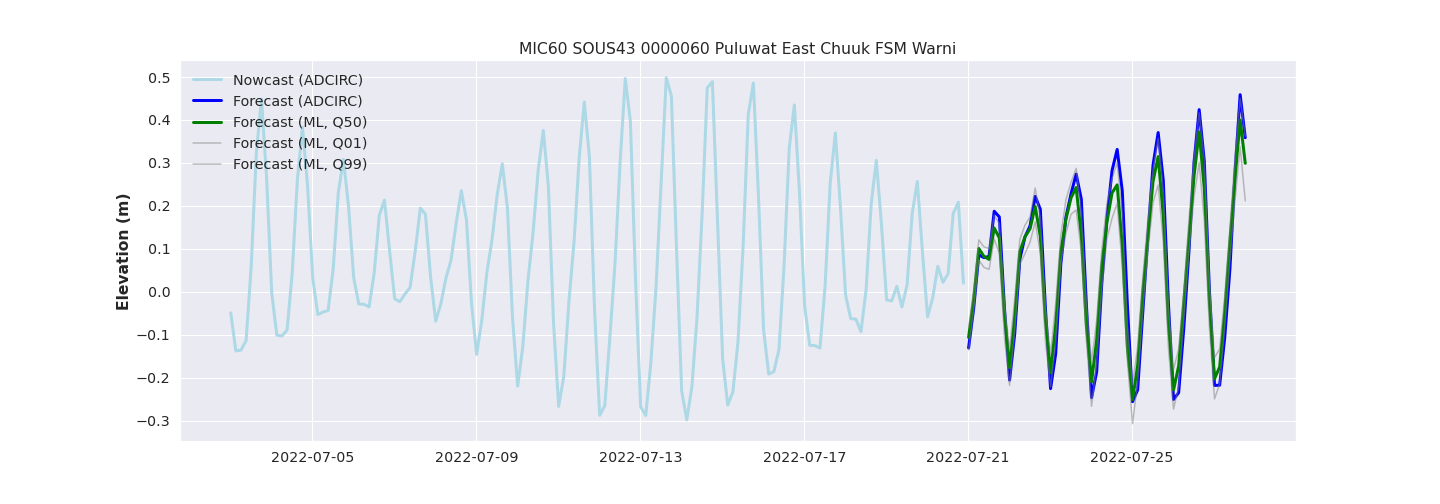 MIC60 SOUS43 0000060 Puluwat East Chuuk FSM Warni
Elevation (m)
0.5
0.4
0.3
0.2
0.1
0.0
−0.1
−0.2
−0.3
Nowcast (ADCIRC)
Forecast (ADCIRC)
Forecast (ML, Q50)
Forecast (ML, Q01)
Forecast (ML, Q99)
2022-07-05 2022-07-09 2022-07-13 2022-07-17 2022-07-21 2022-07-25